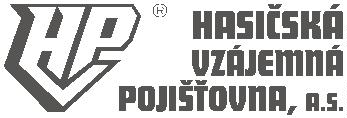 HP ® HASIČSKÁ
VZÁJEMNÁ
POJIŠŤOVNA, A.S.